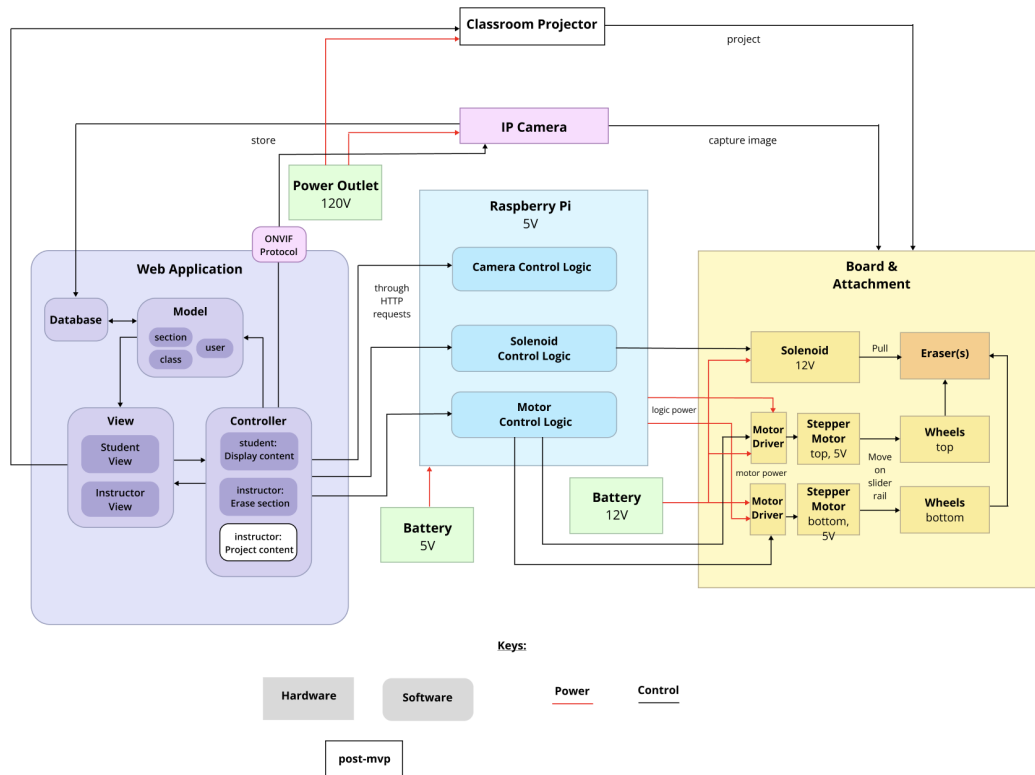 Classroom Projector
project
IP Camera
store
capture image
Power Outlet
120V
Raspberry Pi
5V
ONVIF
Protocol
Web Application
Board &
Attachment
Camera Control Logic
through
HTTP
requests
Database
Model
section
user
class
Solenoid
Control Logic
Solenoid
12V
Pull
Eraser(s)
View
Student
View
Instructor
View
Controller
student:
Display content
instructor:
Erase section
instructor:
Project content
Motor
Control Logic
logic power
motor power
Motor
Driver
Stepper
Motor
top, 5V
Move
on
slider
rail
Wheels
top
Battery
5V
Battery
12V
Motor
Driver
Stepper
Motor
bottom,
5V
Wheels
bottom
Keys:
Hardware
Software
Power
Control
post-mvp